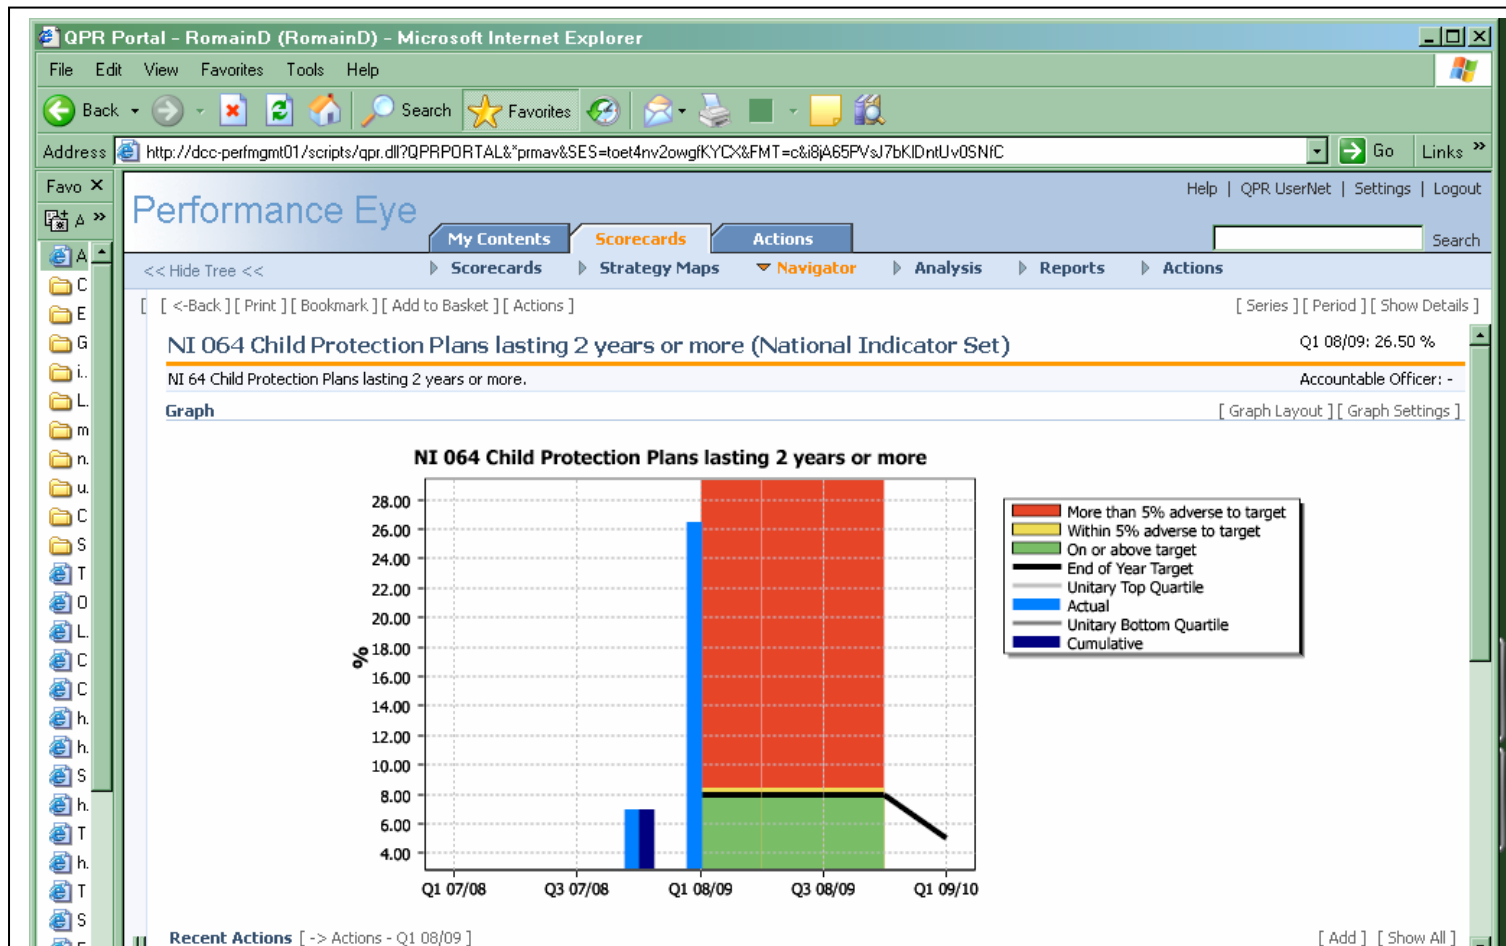 QPR Portal - RomainD (RomainD) - Microsoft Internet Explorer
File Edit View Favorites Tools Help
Back Search Favorites
Address http://dcc-perfmgmt01/scripts/qpr.dll?QPRPORTAL&*prmav&SES=toet4nv2owgfKYCX&FMT=c&i8jA65PVsJ7bKlDntUv0SNfC Go Links »
Favo X
Help | QPR UserNet | Settings | Logout
Performance Eye
My Contents Scorecards Actions
Search
<< Hide Tree << Scorecards Strategy Maps Navigator Analysis Reports Actions
[ [ <-Back ] [ Print ] [ Bookmark ] [ Add to Basket ] [ Actions ] [ Series ] [ Period ] [ Show Details ]
NI 064 Child Protection Plans lasting 2 years or more (National Indicator Set) Q1 08/09: 26.50 %
NI 64 Child Protection Plans lasting 2 years or more. Accountable Officer: -
Graph [ Graph Layout ] [ Graph Settings ]
NI 064 Child Protection Plans lasting 2 years or more
28.00
26.00
24.00
22.00
20.00
18.00
16.00
14.00
12.00
10.00
8.00
6.00
4.00
%
Q1 07/08 Q3 07/08 Q1 08/09 Q3 08/09 Q1 09/10
More than 5% adverse to target
Within 5% adverse to target
On or above target
End of Year Target
Unitary Top Quartile
Actual
Unitary Bottom Quartile
Cumulative
A
C
E
G
i..
L.
m
n.
u.
C
S
T
O
L.
C
C
h.
h.
S
h.
T
h.
T
S
Recent Actions [ -> Actions - Q1 08/09 ] [ Add ] [ Show All ]